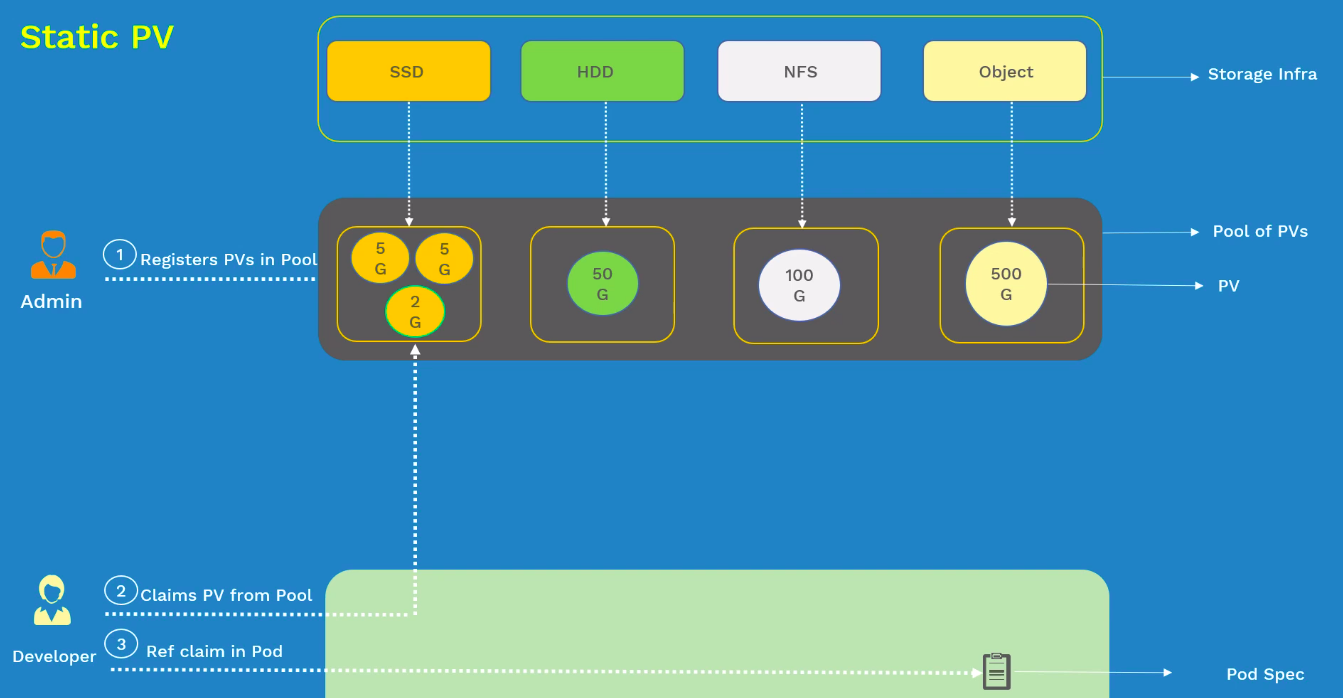 Static PV
SSD
HDD
NFS
Object
Storage Infra
Admin
1
Registers PVs in Pool
5
G
5
G
2
G
50
G
100
G
500
G
Pool of PVs
PV
Developer
2
Claims PV from Pool
3
Ref claim in Pod
Pod Spec